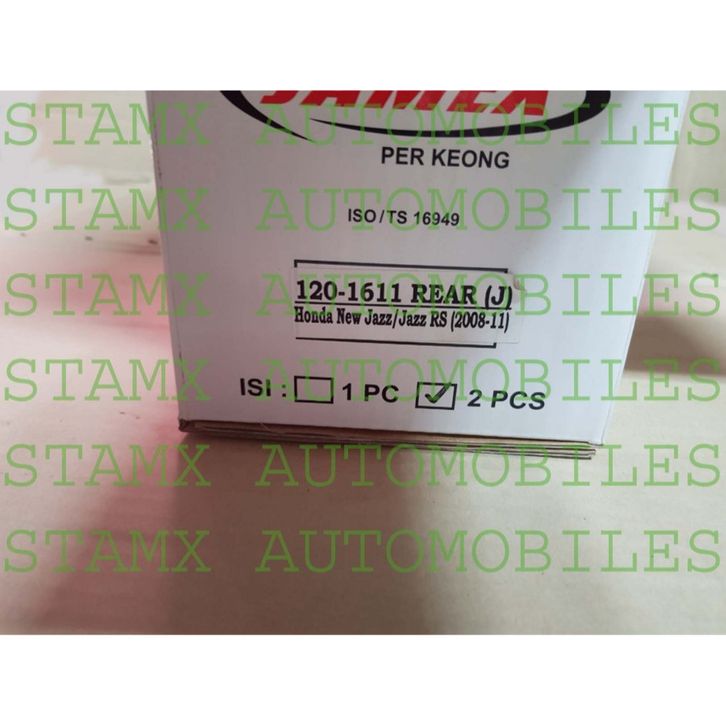 STAMX AUTOMOBILES
PER KEONG
STAMX AUTOMOBILES
ISO/TS 16949
STAMX AUTOMOBILES
120-1611 REAR (J)
Honda New Jazz/Jazz RS (2008-11)
STAMX AUTOMOBILES
ISI : 1 PC ✓ 2 PCS
STAMX AUTOMOBILES
STAMX AUTOMOBILES